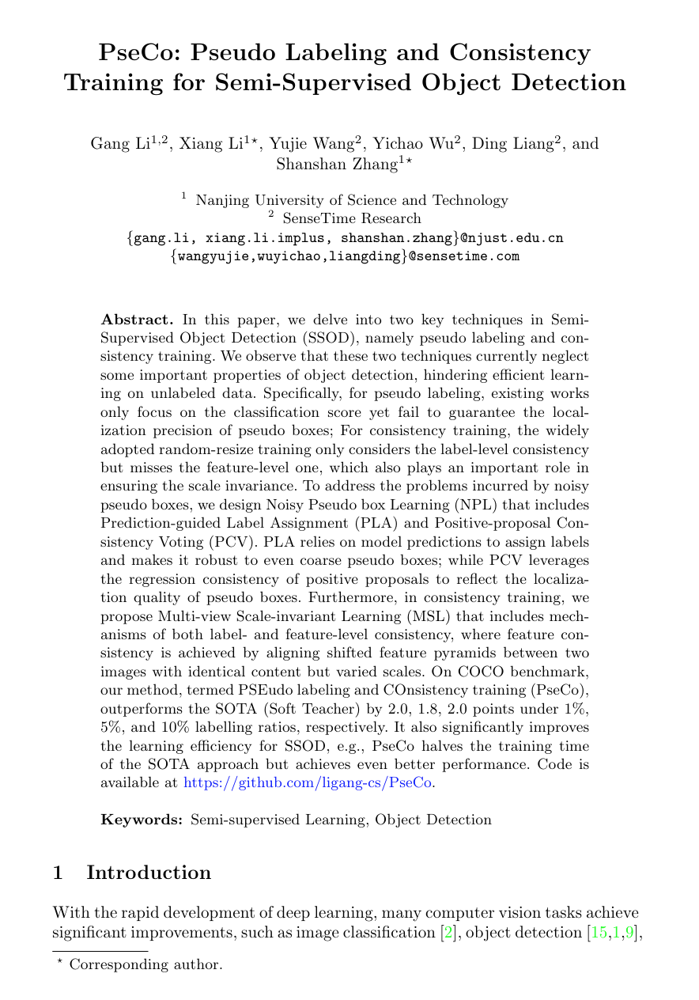 PseCo: Pseudo Labeling and Consistency
Training for Semi-Supervised Object Detection
Gang Li1,2, Xiang Li1⋆, Yujie Wang2, Yichao Wu2, Ding Liang2, and
Shanshan Zhang1⋆
1 Nanjing University of Science and Technology
2 SenseTime Research
{gang.li, xiang.li.implus, shanshan.zhang}@njust.edu.cn
{wangyujie,wuyichao,liangding}@sensetime.com
Abstract. In this paper, we delve into two key techniques in Semi-
Supervised Object Detection (SSOD), namely pseudo labeling and con-
sistency training. We observe that these two techniques currently neglect
some important properties of object detection, hindering efficient learn-
ing on unlabeled data. Specifically, for pseudo labeling, existing works
only focus on the classification score yet fail to guarantee the local-
ization precision of pseudo boxes; For consistency training, the widely
adopted random-resize training only considers the label-level consistency
but misses the feature-level one, which also plays an important role in
ensuring the scale invariance. To address the problems incurred by noisy
pseudo boxes, we design Noisy Pseudo box Learning (NPL) that includes
Prediction-guided Label Assignment (PLA) and Positive-proposal Con-
sistency Voting (PCV). PLA relies on model predictions to assign labels
and makes it robust to even coarse pseudo boxes; while PCV leverages
the regression consistency of positive proposals to reflect the localiza-
tion quality of pseudo boxes. Furthermore, in consistency training, we
propose Multi-view Scale-invariant Learning (MSL) that includes mech-
anisms of both label- and feature-level consistency, where feature con-
sistency is achieved by aligning shifted feature pyramids between two
images with identical content but varied scales. On COCO benchmark,
our method, termed PSEudo labeling and COnsistency training (PseCo),
outperforms the SOTA (Soft Teacher) by 2.0, 1.8, 2.0 points under 1%,
5%, and 10% labelling ratios, respectively. It also significantly improves
the learning efficiency for SSOD, e.g., PseCo halves the training time
of the SOTA approach but achieves even better performance. Code is
available at https://github.com/ligang-cs/PseCo.
Keywords: Semi-supervised Learning, Object Detection
1 Introduction
With the rapid development of deep learning, many computer vision tasks achieve
significant improvements, such as image classification [2], object detection [15,1,9],
⋆ Corresponding author.